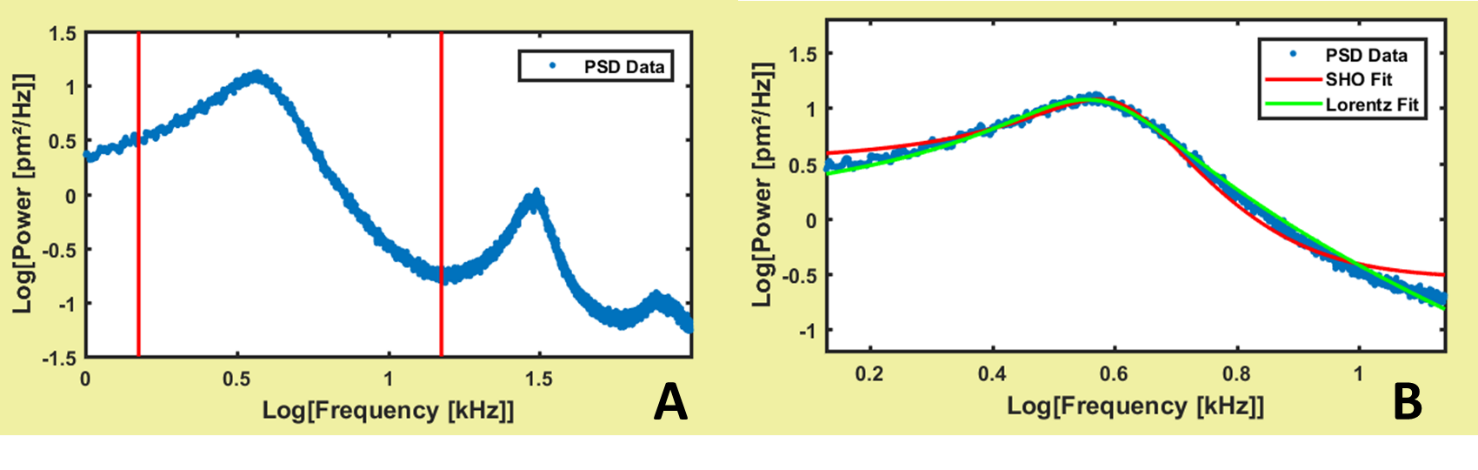 Log[Power [pm²/Hz]]
1.5
1
0.5
0
-0.5
-1
-1.5
PSD Data
0
0.5
1
1.5
Log[Frequency [kHz]]
A
Log[Power [pm²/Hz]]
1.5
1
0.5
0
-0.5
-1
PSD Data
SHO Fit
Lorentz Fit
0.2
0.4
0.6
0.8
1
Log[Frequency [kHz]]
B